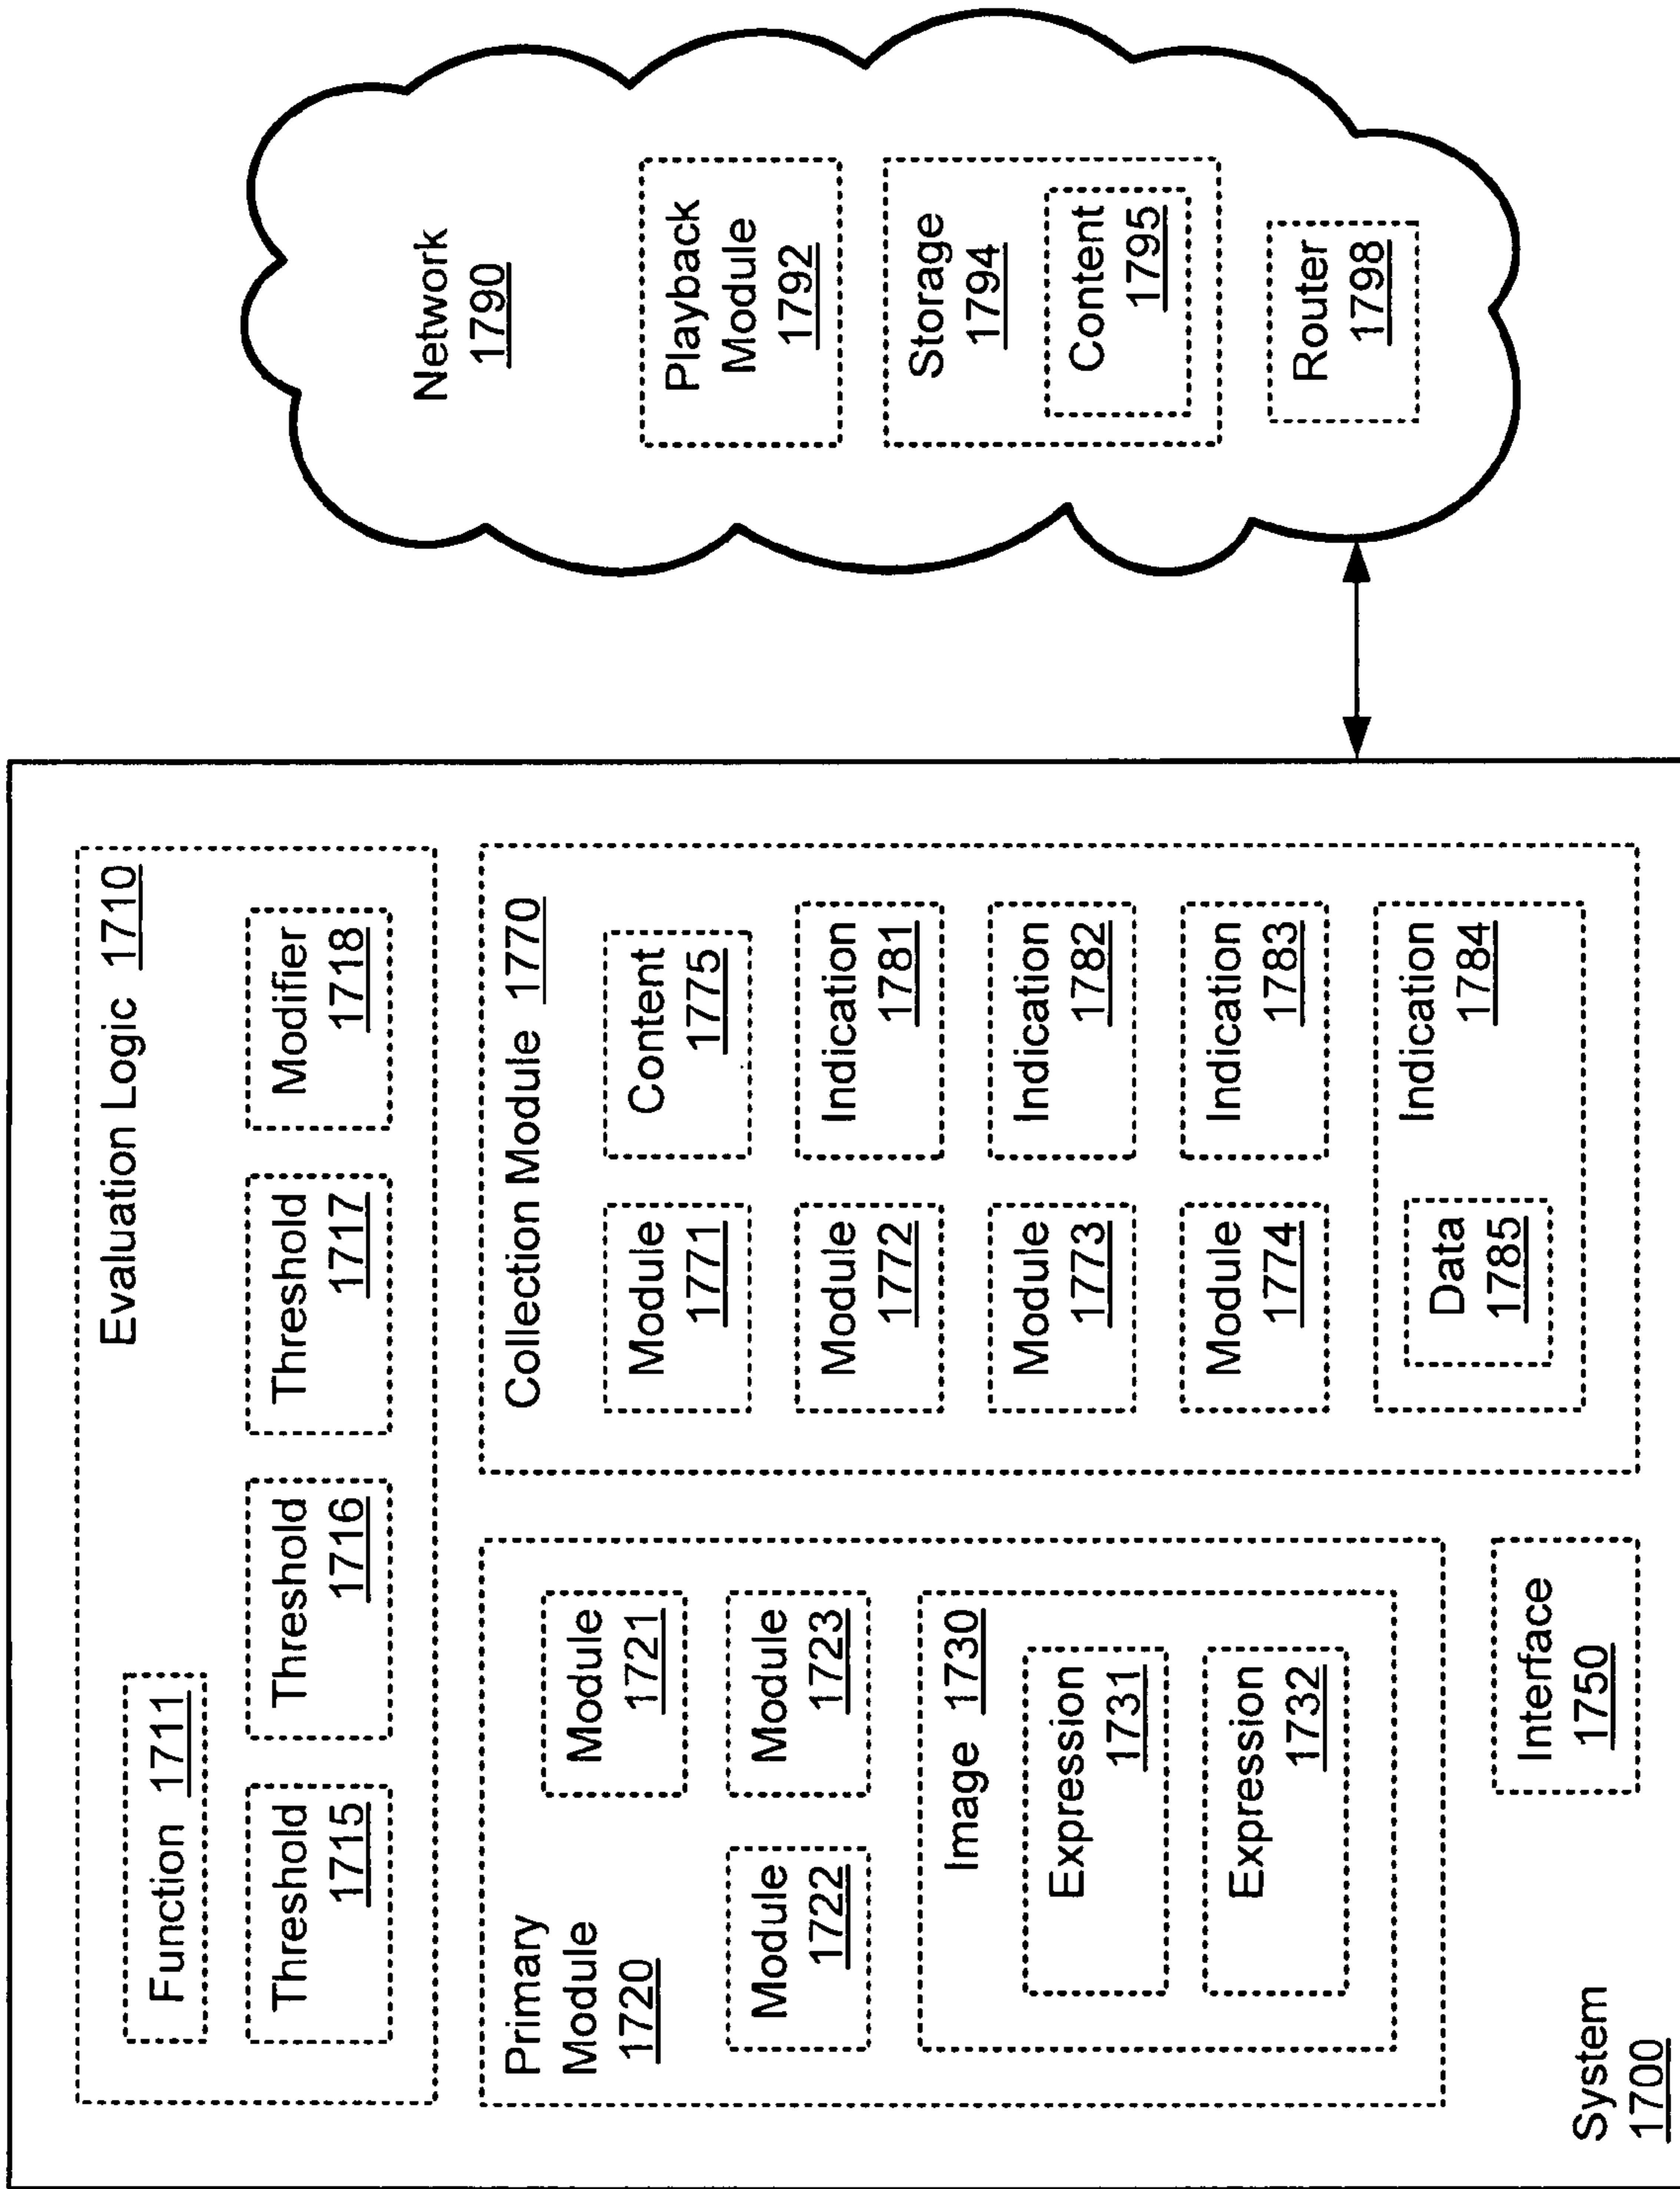 Evaluation Logic 1710
Function 1711
Threshold
1715
Threshold
1716
Threshold
1717
Modifier
1718
Primary
Module
1720
Module
1721
Module
1722
Module
1723
Image 1730
Expression
1731
Expression
1732
Collection Module 1770
Module
1771
Content
1775
Module
1772
Indication
1781
Module
1773
Indication
1782
Module
1774
Indication
1783
Data
1785
Indication
1784
Interface
1750
System
1700
Network
1790
Playback
Module
1792
Storage
1794
Content
1795
Router
1798